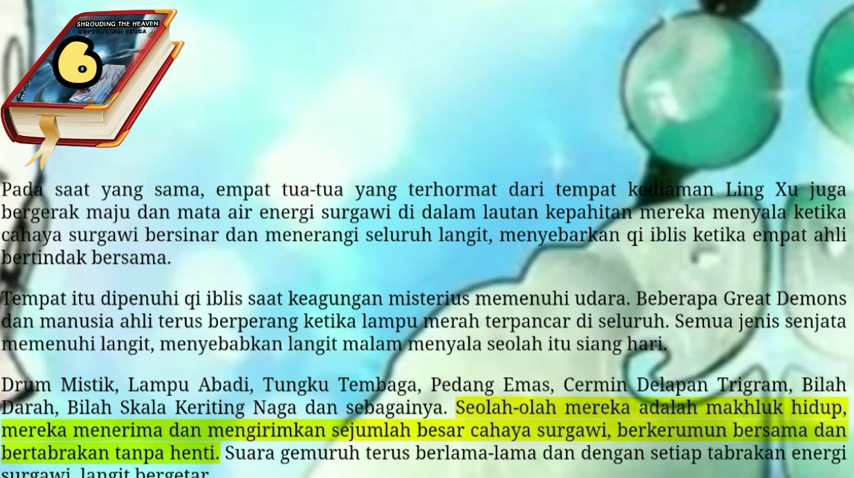 SHROUDING THE HEAVEN
6
Pada saat yang sama, empat tua-tua yang terhormat dari tempat kediaman Ling Xu juga
bergerak maju dan mata air energi surgawi di dalam lautan kepahitan mereka menyala ketika
cahaya surgawi bersinar dan menerangi seluruh langit, menyebarkan qi iblis ketika empat ahli
bertindak bersama.
Tempat itu dipenuhi qi iblis saat keagungan misterius memenuhi udara. Beberapa Great Demons
dan manusia ahli terus berperang ketika lampu merah terpancar di seluruh. Semua jenis senjata
memenuhi langit, menyebabkan langit malam menyala seolah itu siang hari.
Drum Mistik, Lampu Abadi, Tungku Tembaga, Pedang Emas, Cermin Delapan Trigram, Bilah
Darah, Bilah Skala Keriting Naga dan sebagainya. Seolah-olah mereka adalah makhluk hidup,
mereka menerima dan mengirimkan sejumlah besar cahaya surgawi, berkerumun bersama dan
bertabrakan tanpa henti. Suara gemuruh terus berlama-lama dan dengan setiap tabrakan energi
surgawi, langit bergetar.